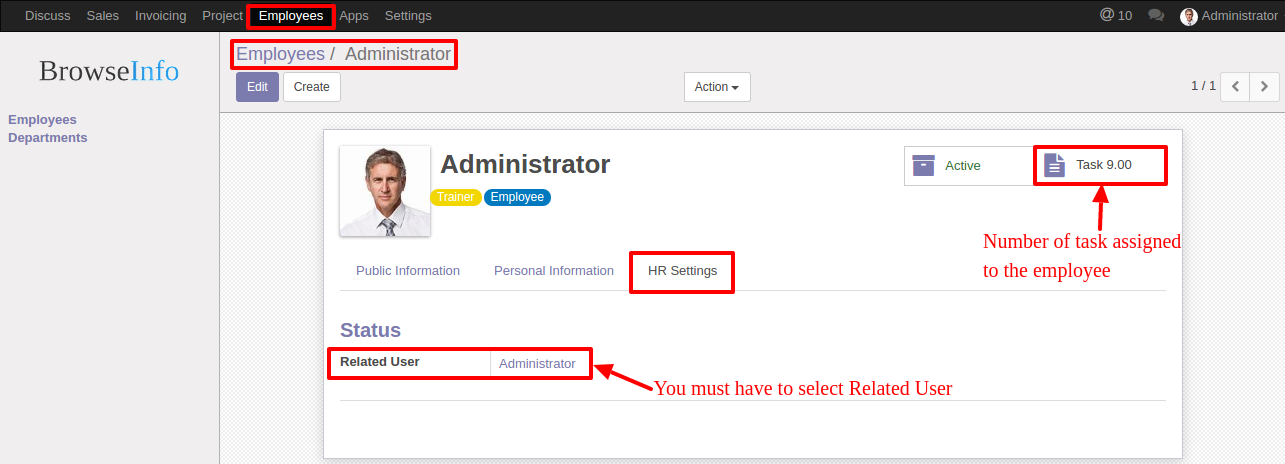 Discuss Sales Invoicing Project Employees Apps Settings @ 10 Administrator
BrowseInfo
Employees / Administrator
Edit Create Action 1 / 1
Employees
Departments
Administrator
Trainer Employee
Active
Task 9.00
Number of task assigned
to the employee
Public Information Personal Information HR Settings
Status
Related User Administrator
You must have to select Related User